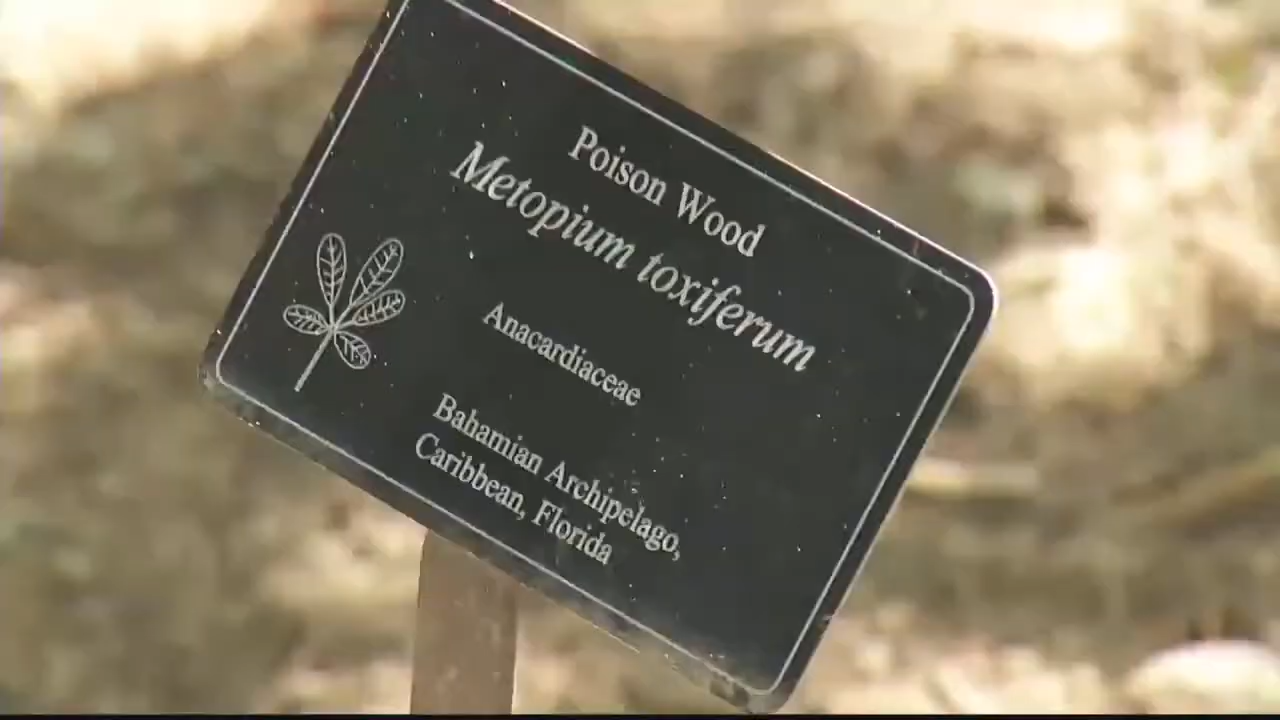 Poison Wood
Metopium toxiferum
Anacardiaceae
Bahamian Archipelago,
Caribbean, Florida